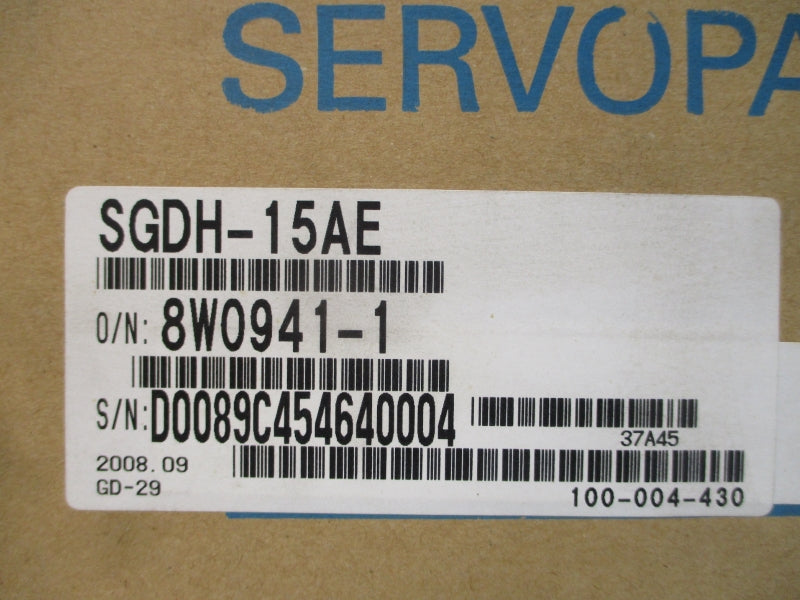 SERVOPA
SGDH-15AE
O/N: 8W0941-1
S/N: D0089C454640004
37A45
2008.09
GD-29
100-004-430